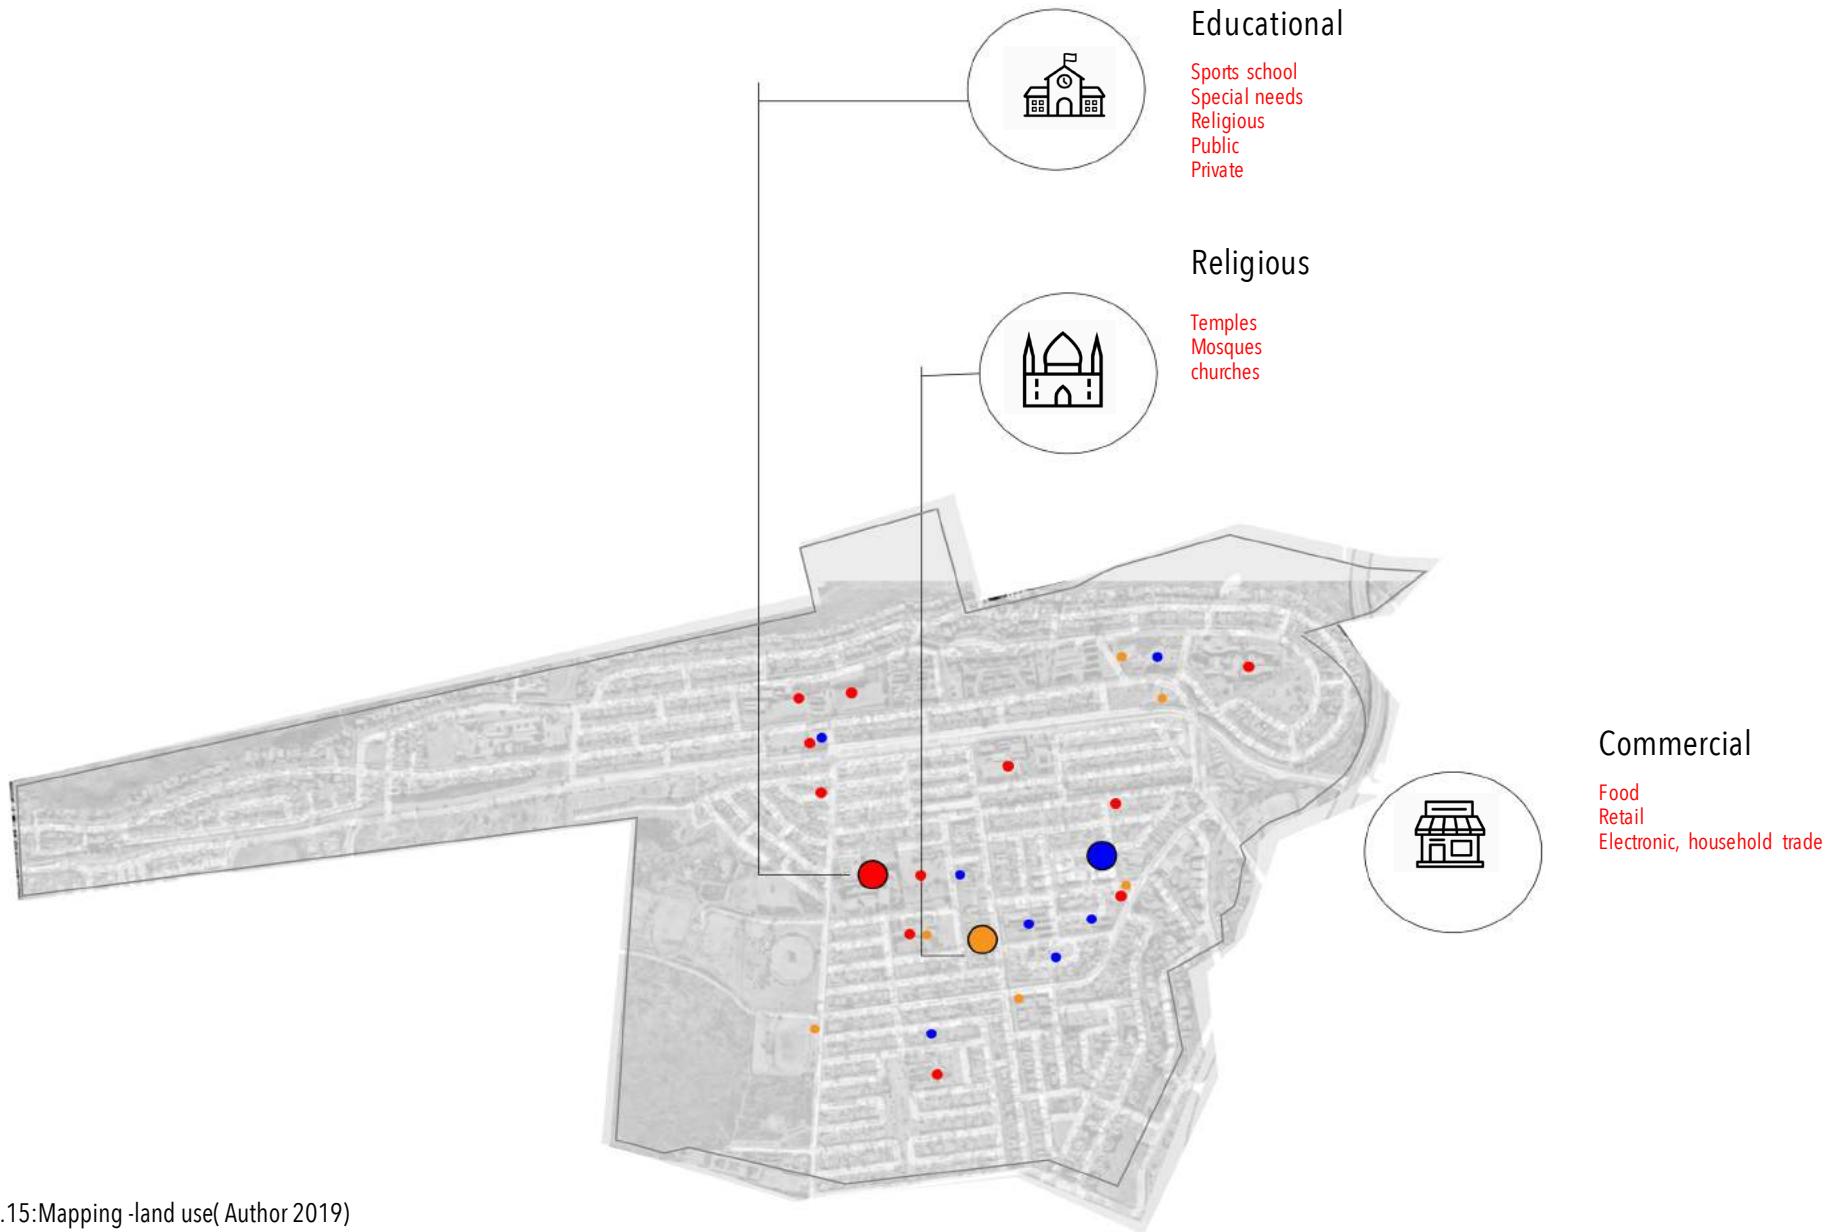 Educational
Sports school
Special needs
Religious
Public
Private
Religious
Temples
Mosques
churches
Commercial
Food
Retail
Electronic, household trade
.15:Mapping -land use( Author 2019)